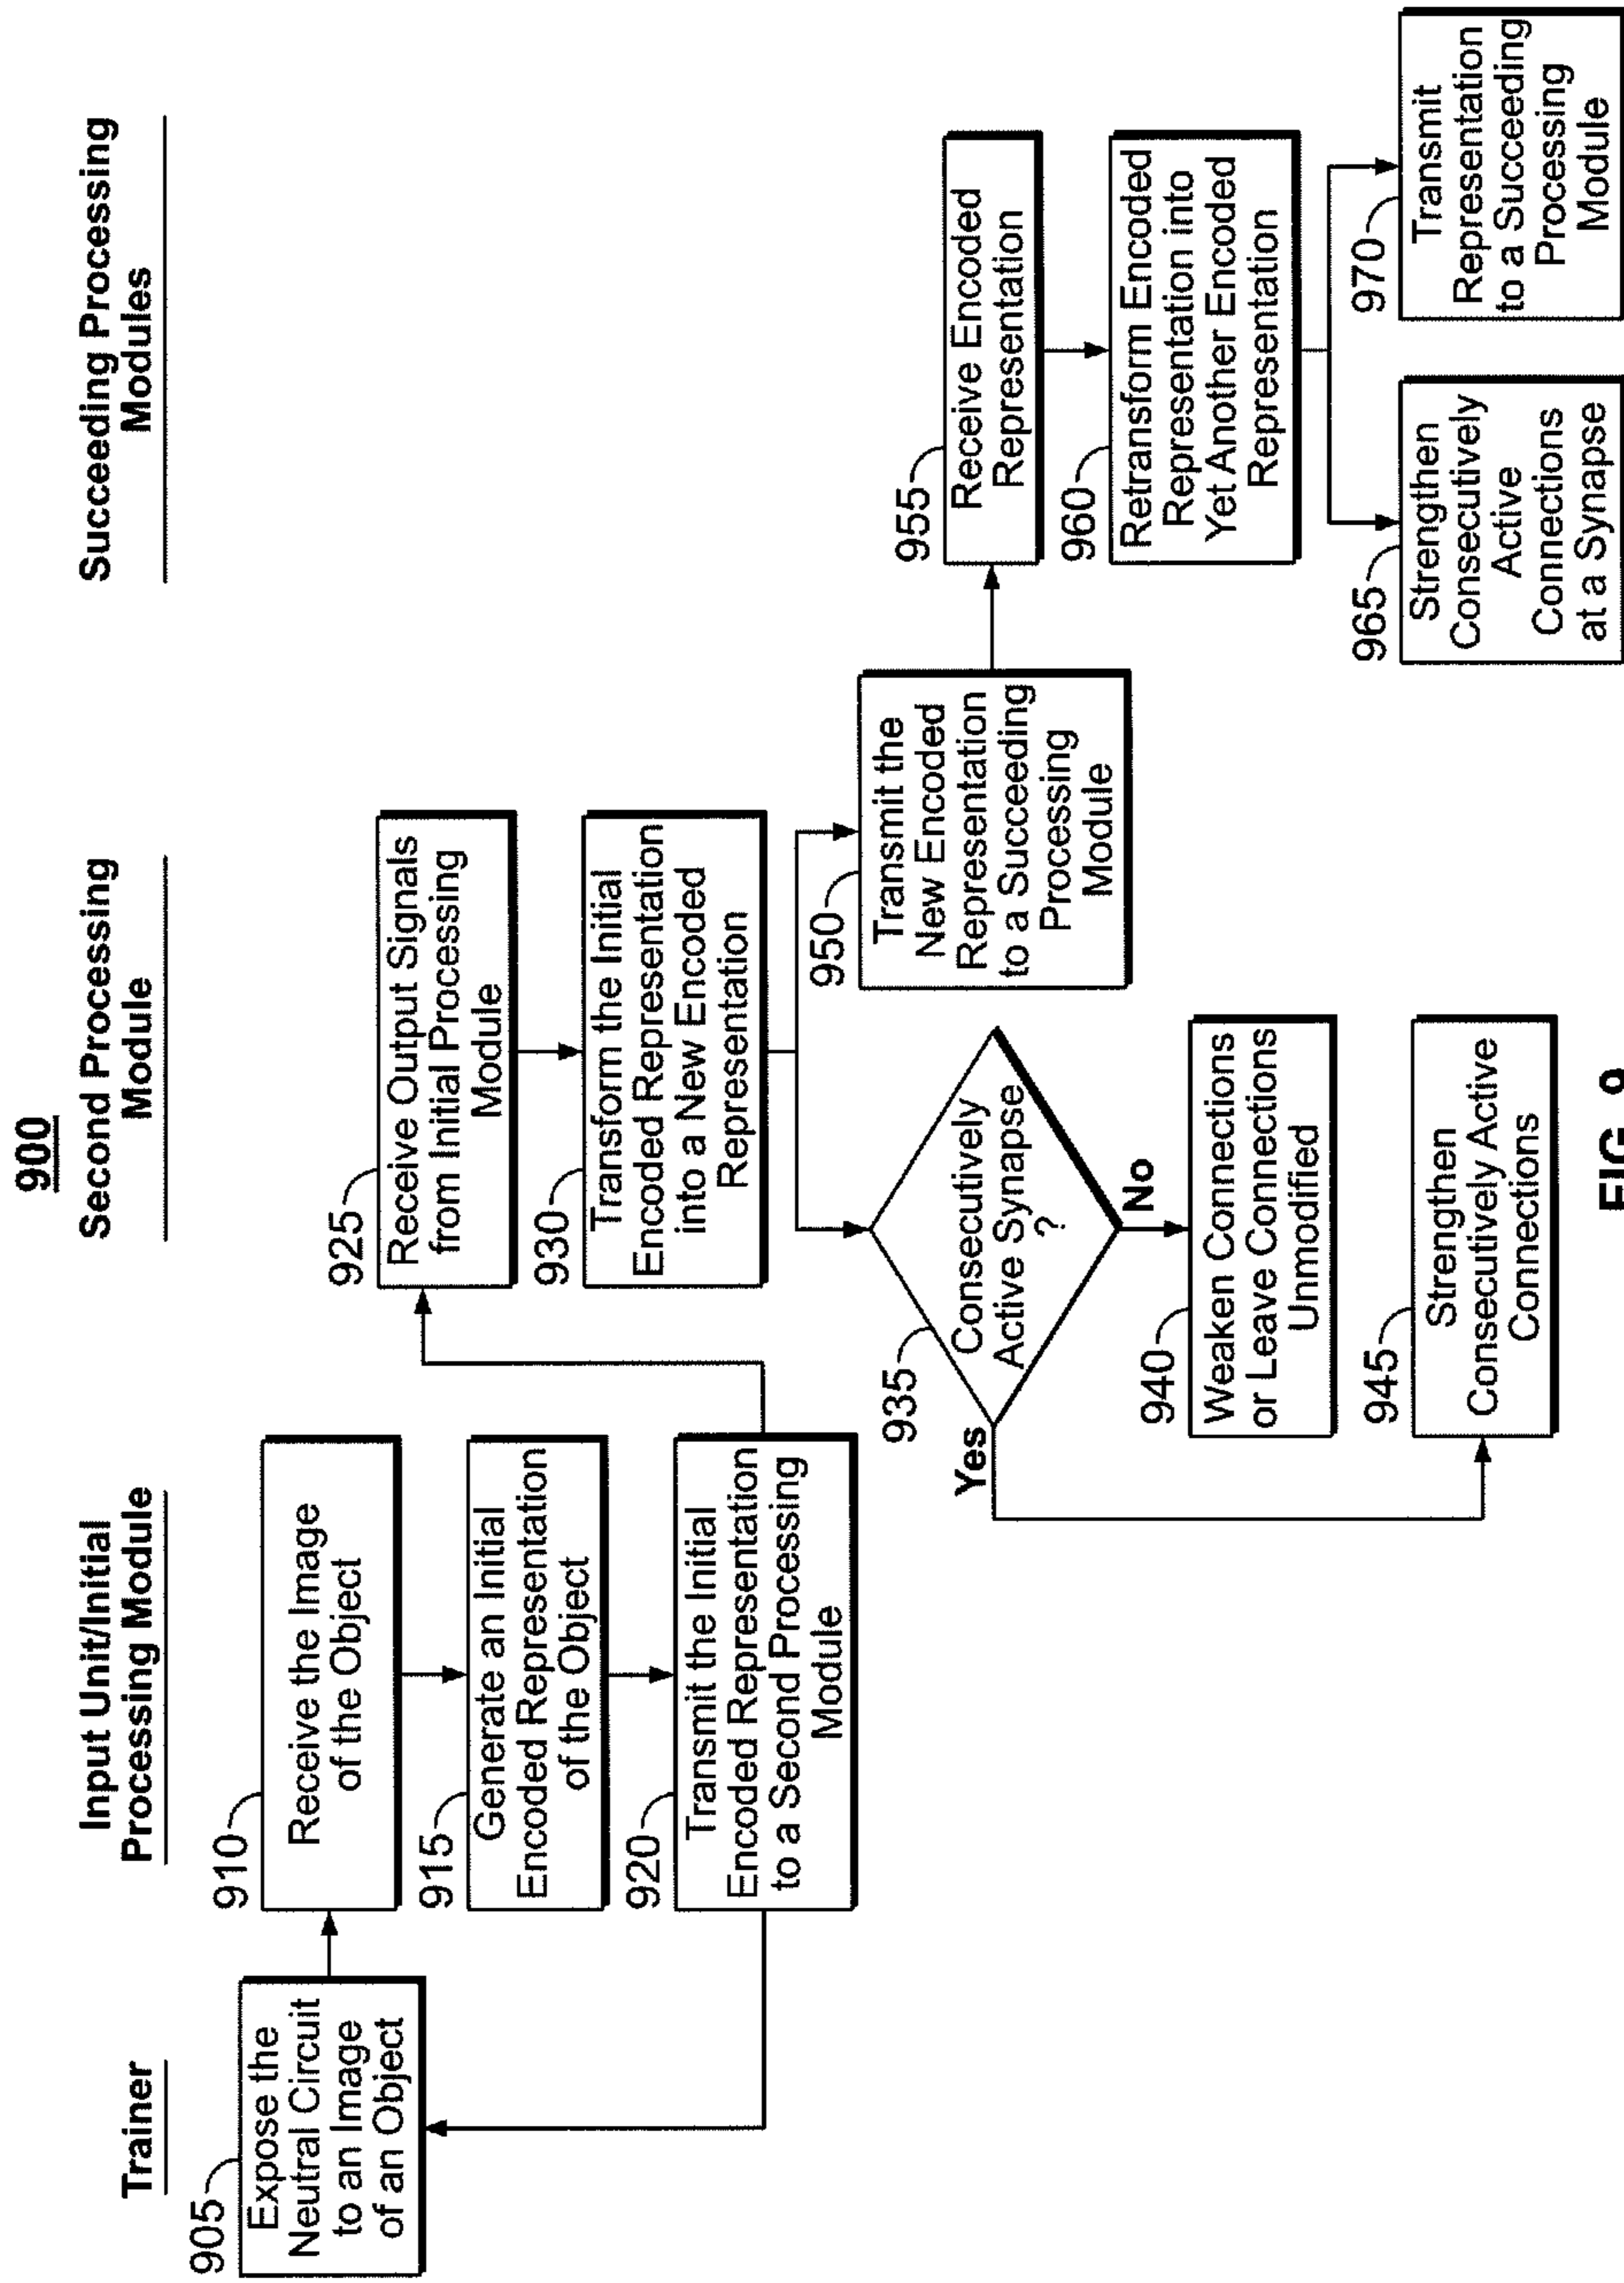 900
Trainer
Input Unit/Initial
Processing Module
Second Processing
Module
Succeeding Processing
Modules
905
Expose the
Neutral Circuit
to an Image
of an Object
910
Receive the Image
of the Object
915
Generate an Initial
Encoded Representation
of the Object
920
Transmit the Initial
Encoded Representation
to a Second Processing
Module
925
Receive Output Signals
from Initial Processing
Module
930
Transform the Initial
Encoded Representation
into a New Encoded
Representation
935
Consecutively
Active Synapse
?
Yes
No
940
Weaken Connections
or Leave Connections
Unmodified
945
Strengthen
Consecutively Active
Connections
950
Transmit the
New Encoded
Representation
to a Succeeding
Processing
Module
955
Receive Encoded
Representation
960
Retransform Encoded
Representation into
Yet Another Encoded
Representation
965
Strengthen
Consecutively
Active
Connections
at a Synapse
970
Transmit
Representation
to a Succeeding
Processing
Module
FIG. 9